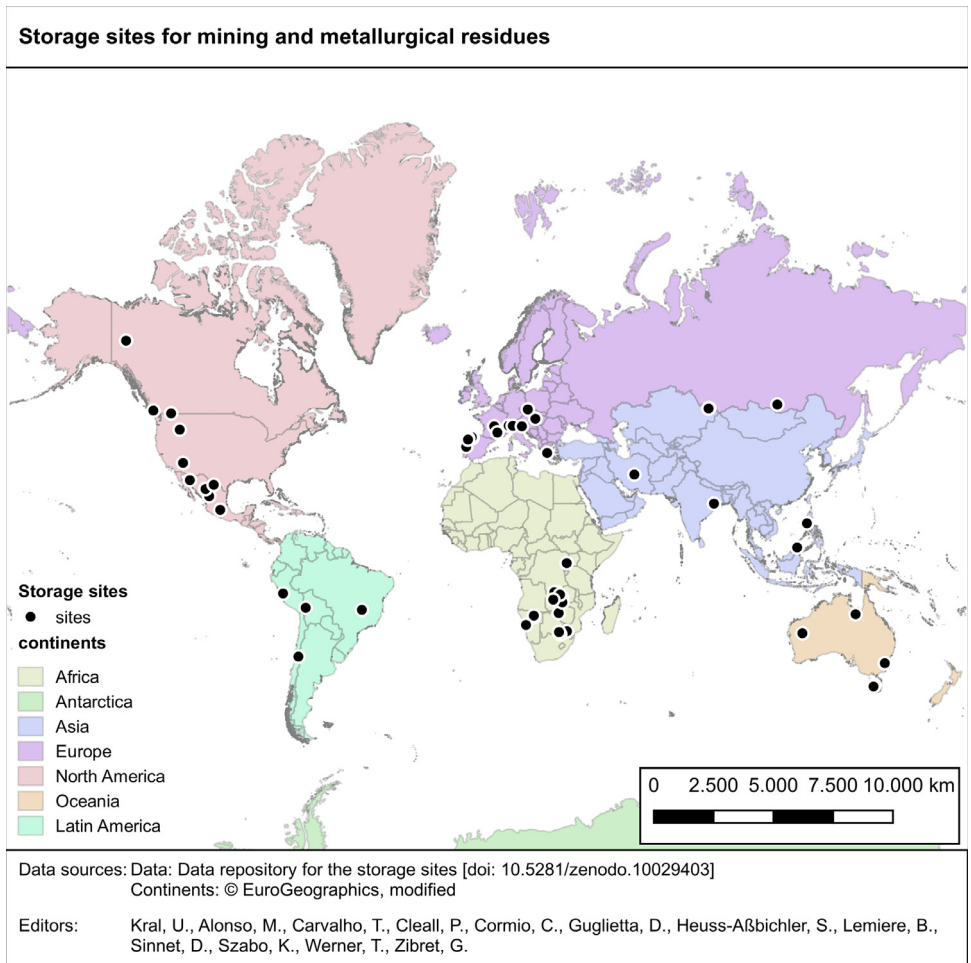 Storage sites for mining and metallurgical residues
Storage sites
sites
continents
Africa
Antarctica
Asia
Europe
North America
Oceania
Latin America
0 2.500 5.000 7.500 10.000 km
Data sources: Data: Data repository for the storage sites [doi: 10.5281/zenodo.10029403]
Continents: © EuroGeographics, modified
Editors: Kral, U., Alonso, M., Carvalho, T., Cleall, P., Cormio, C., Guglietta, D., Heuss-Aßbichler, S., Lemiere, B.,
Sinnet, D., Szabo, K., Werner, T., Zibret, G.